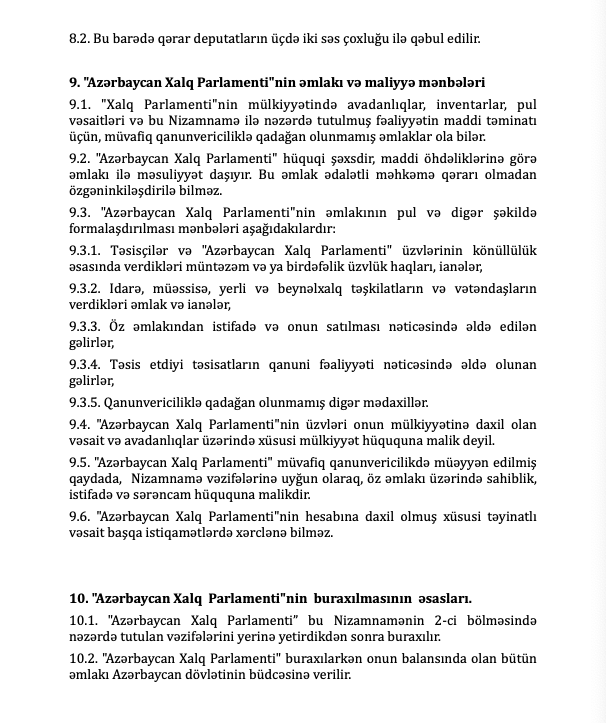 8.2. Bu barədə qərar deputatların üçdə iki səs çoxluğu ilə qəbul edilir.
9. "Azərbaycan Xalq Parlamenti"nin əmlakı və maliyyə mənbələri
9.1. "Xalq Parlamenti"nin mülkiyyətində avadanlıqlar, inventarlar, pul
vəsaitləri və bu Nizamnamə ilə nəzərdə tutulmuş fəaliyyətin maddi təminatı
üçün, müvafiq qanunvericiliklə qadağan olunmamış əmlaklar ola bilər.
9.2. "Azərbaycan Xalq Parlamenti" hüquqi şəxsdir, maddi öhdəliklərinə görə
əmlakı ilə məsuliyyət daşıyır. Bu əmlak ədalətli məhkəmə qərarı olmadan
özgəninkiləşdirilə bilməz.
9.3. "Azərbaycan Xalq Parlamenti"nin əmlakının pul və digər şəkildə
formalaşdırılması mənbələri aşağıdakılardır:
9.3.1. Təsisçilər və "Azərbaycan Xalq Parlamenti" üzvlərinin könüllülük
əsasında verdikləri müntəzəm və ya birdəfəlik üzvlük haqları, ianələr,
9.3.2. İdarə, müəssisə, yerli və beynəlxalq təşkilatların və vətəndaşların
verdikləri əmlak və ianələr,
9.3.3. Öz əmlakından istifadə və onun satılması nəticəsində əldə edilən
gəlirlər,
9.3.4. Təsis etdiyi təsisatların qanuni fəaliyyəti nəticəsində əldə olunan
gəlirlər,
9.3.5. Qanunvericiliklə qadağan olunmamış digər mədaxillər.
9.4. "Azərbaycan Xalq Parlamenti"nin üzvləri onun mülkiyyətinə daxil olan
vəsait və avadanlıqlar üzərində xüsusi mülkiyyət hüququna malik deyil.
9.5. "Azərbaycan Xalq Parlamenti" müvafiq qanunvericilikdə müəyyən edilmiş
qaydada, Nizamnamə vəzifələrinə uyğun olaraq, öz əmlakı üzərində sahiblik,
istifadə və sərəncam hüququna malikdir.
9.6. "Azərbaycan Xalq Parlamenti"nin hesabına daxil olmuş xüsusi təyinatlı
vəsait başqa istiqamətlərdə xərclənə bilməz.
10. "Azərbaycan Xalq Parlamenti"nin buraxılmasının əsasları.
10.1. "Azərbaycan Xalq Parlamenti" bu Nizamnamənin 2-ci bölməsində
nəzərdə tutulan vəzifələrini yerinə yetirdikdən sonra buraxılır.
10.2. "Azərbaycan Xalq Parlamenti" buraxılarkən onun balansında olan bütün
əmlakı Azərbaycan dövlətinin büdcəsinə verilir.